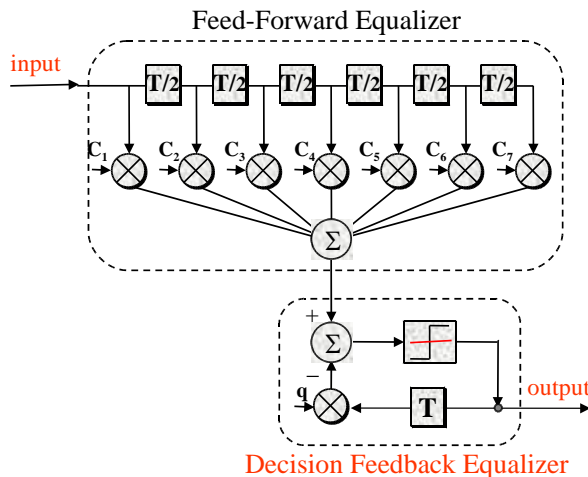 Feed-Forward Equalizer
input
T/2 T/2 T/2 T/2 T/2 T/2
C1 C2 C3 C4 C5 C6 C7
Σ
+
Σ
−
q
T
output
Decision Feedback Equalizer